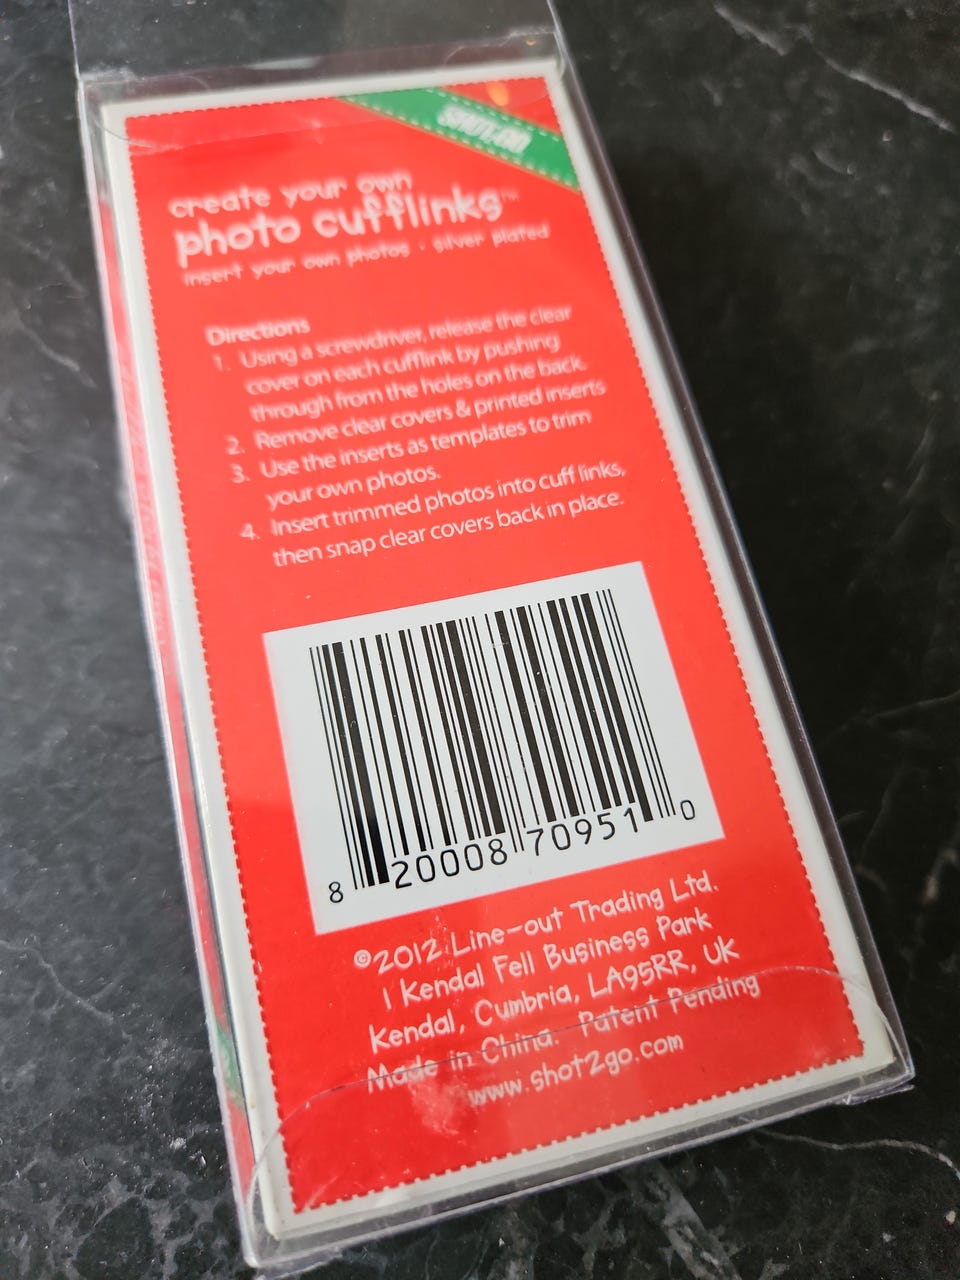 create your own
photo cufflinks™
insert your own photos · silver plated
Directions
1. Using a screwdriver, release the clear
cover on each cufflink by pushing
through from the holes on the back.
2. Remove clear covers & printed inserts
3. Use the inserts as templates to trim
your own photos.
4. Insert trimmed photos into cuff links,
then snap clear covers back in place.
8 20008 70951 0
©2012 Line-out Trading Ltd.
1 Kendal Fell Business Park
Kendal, Cumbria, LA95RR, UK
Made in China. Patent Pending
www.shot2go.com